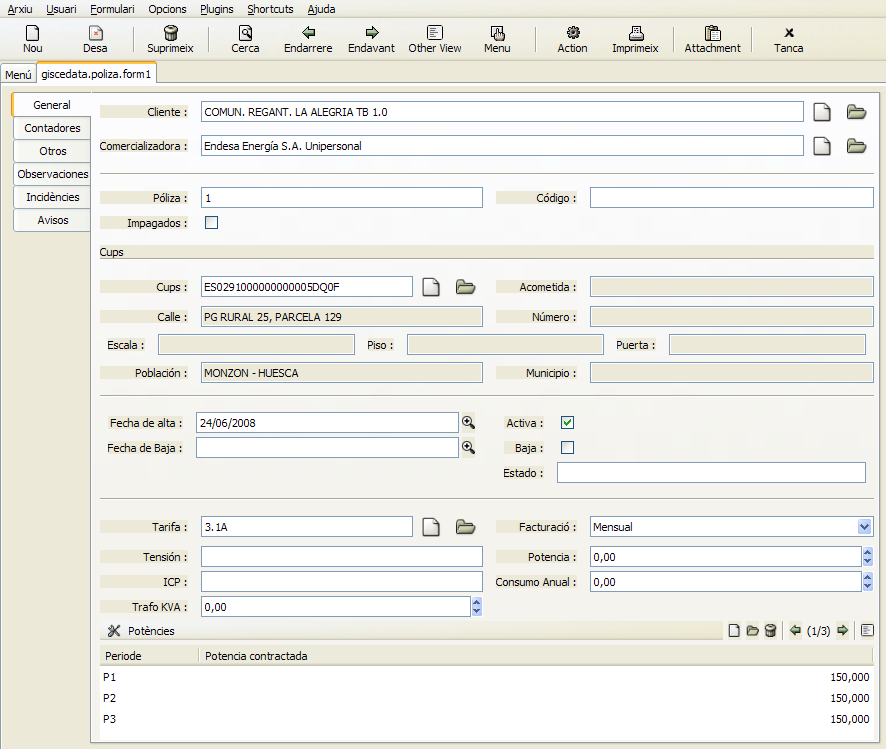 Arxiu Usuari Formulari Opcions Plugins Shortcuts Ajuda
Nou Desa Suprimeix Cerca Endarrere Endavant Other View Menu Action Imprimeix Attachment Tanca
Menú giscedata.poliza.form1
General
Contadores
Otros
Observaciones
Incidències
Avisos
Cliente : COMUN. REGANT. LA ALEGRIA TB 1.0
Comercializadora : Endesa Energía S.A. Unipersonal
Póliza : 1 Código :
Impagados :
Cups
Cups : ES0291000000000005DQ0F Acometida :
Calle : PG RURAL 25, PARCELA 129 Número :
Escala : Piso : Puerta :
Población : MONZON - HUESCA Municipio :
Fecha de alta : 24/06/2008 Activa :
Fecha de Baja : Baja :
Estado :
Tarifa : 3.1A Facturació : Mensual
Tensión : Potencia : 0,00
ICP : Consumo Anual : 0,00
Trafo KVA : 0,00
Potències (1/3)
Periode Potencia contractada
P1 150,000
P2 150,000
P3 150,000